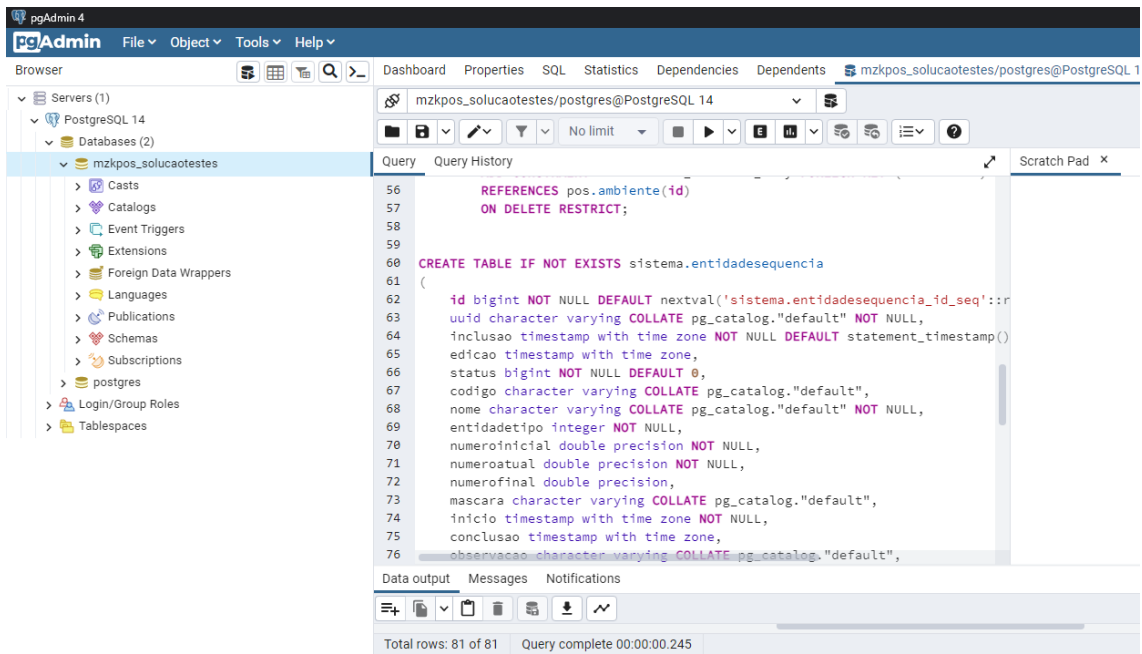 pgAdmin 4
pgAdmin File Object Tools Help
Browser
Dashboard Properties SQL Statistics Dependencies Dependents mzkpos_solucaotestes/postgres@PostgreSQL 1
Servers (1)
PostgreSQL 14
Databases (2)
mzkpos_solucaotestes
Casts
Catalogs
Event Triggers
Extensions
Foreign Data Wrappers
Languages
Publications
Schemas
Subscriptions
postgres
Login/Group Roles
Tablespaces
mzkpos_solucaotestes/postgres@PostgreSQL 14
No limit
Query Query History
Scratch Pad
56 REFERENCES pos.ambiente(id)
57 ON DELETE RESTRICT;
58
59
60 CREATE TABLE IF NOT EXISTS sistema.entidadesequencia
61 (
62 id bigint NOT NULL DEFAULT nextval('sistema.entidadesequencia_id_seq'::r
63 uuid character varying COLLATE pg_catalog."default" NOT NULL,
64 inclusao timestamp with time zone NOT NULL DEFAULT statement_timestamp()
65 edicao timestamp with time zone,
66 status bigint NOT NULL DEFAULT 0,
67 codigo character varying COLLATE pg_catalog."default",
68 nome character varying COLLATE pg_catalog."default" NOT NULL,
69 entidadetipo integer NOT NULL,
70 numeroinicial double precision NOT NULL,
71 numeroatual double precision NOT NULL,
72 numerofinal double precision,
73 mascara character varying COLLATE pg_catalog."default",
74 inicio timestamp with time zone NOT NULL,
75 conclusao timestamp with time zone,
76 observacao character varying COLLATE pg_catalog."default",
Data output Messages Notifications
Total rows: 81 of 81 Query complete 00:00:00.245